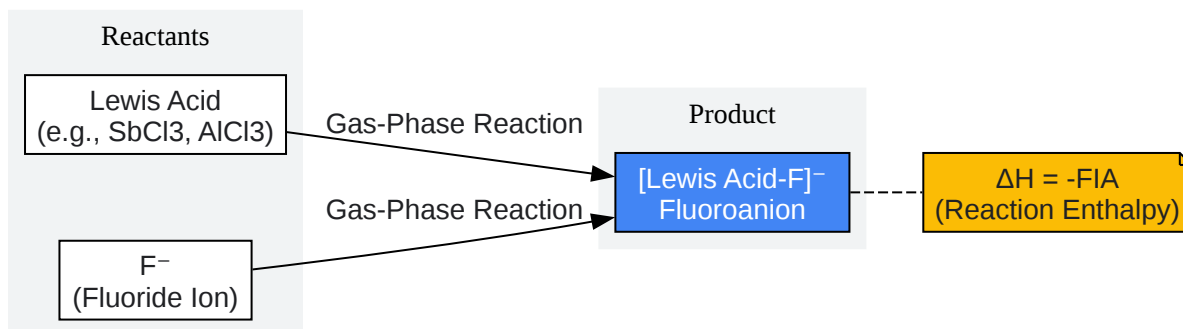 Reactants
Lewis Acid
(e.g., SbCl3, AlCl3)
Gas-Phase Reaction
Product
[Lewis Acid-F]⁻
Fluoroanion
ΔH = -FIA
(Reaction Enthalpy)
Gas-Phase Reaction
F⁻
(Fluoride Ion)